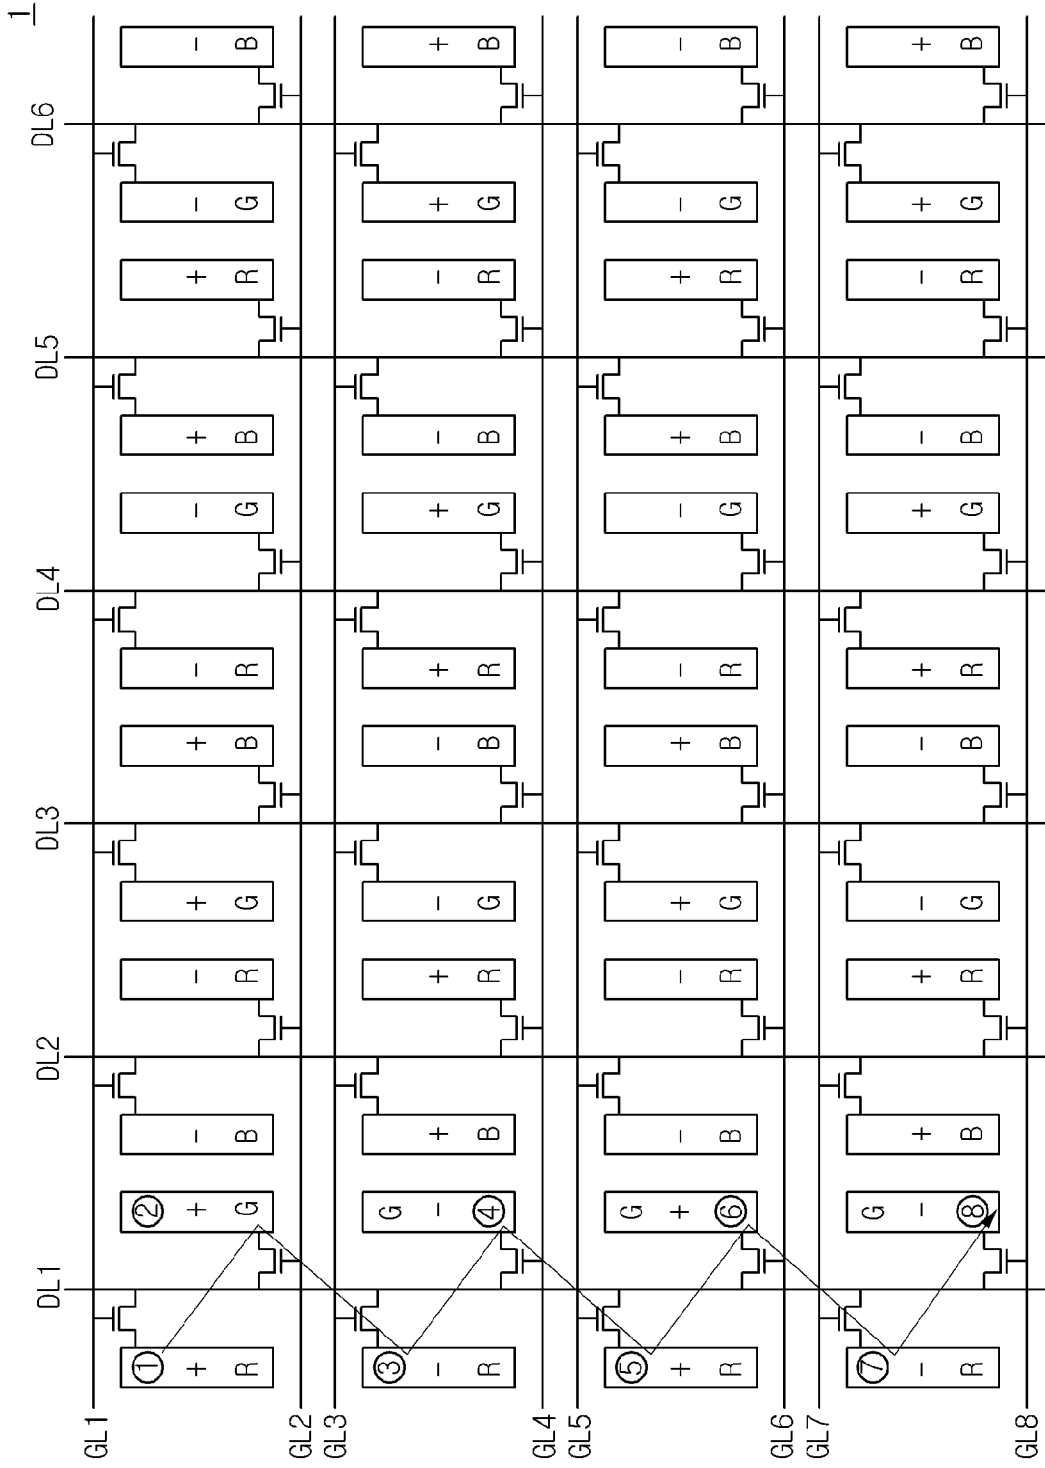 1
DL1 DL2 DL3 DL4 DL5 DL6
GL1
① ②
+ + - - + + - - + + - -
R G B R G B R G B R G B
GL2
GL3
③ G
- - + + - - + + - - + +
R ④ B R G B R G B R G B
GL4
GL5
⑤ G
+ + - - + + - - + + - -
R ⑥ B R G B R G B R G B
GL6
GL7
⑦ G
- - + + - - + + - - + +
R ⑧ B R G B R G B R G B
GL8